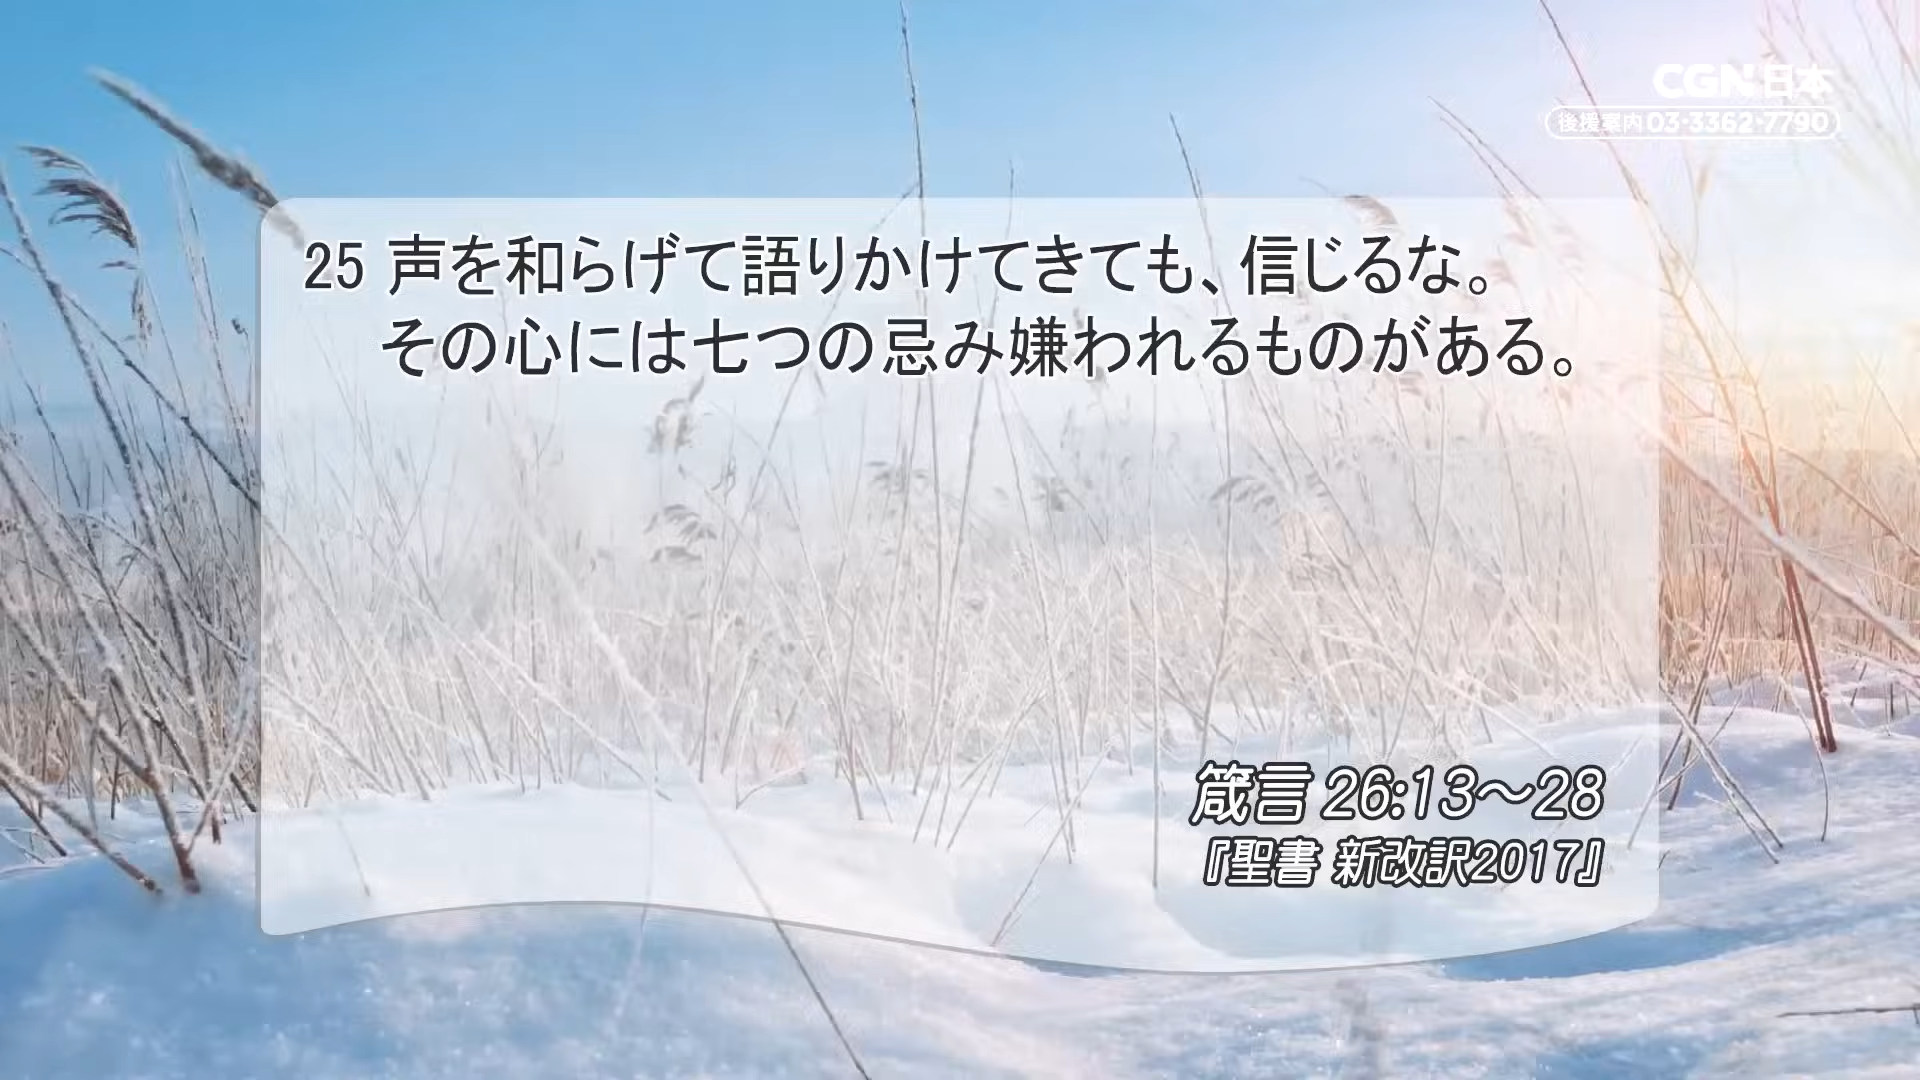 CGN日本
後援案内 03-3362-7790
25 声を和らげて語りかけてきても、信じるな。
その心には七つの忌み嫌われるものがある。
箴言 26:13～28
『聖書 新改訳2017』